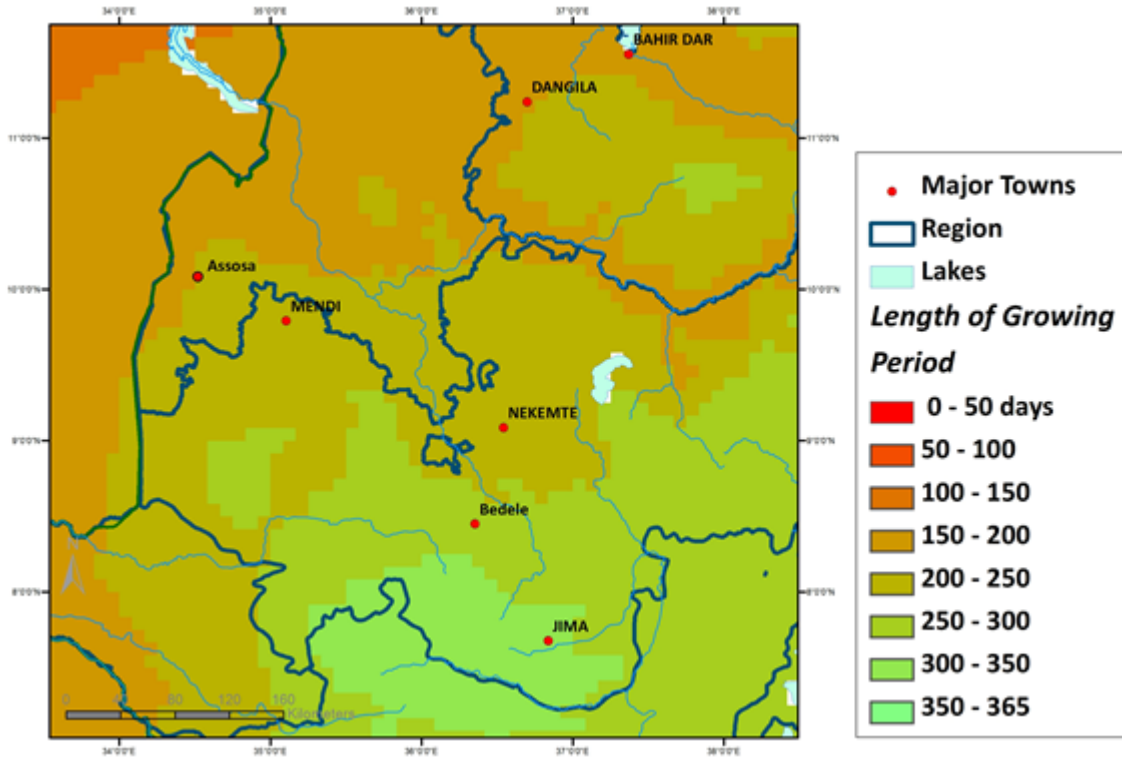 34°0'0"E 35°0'0"E 36°0'0"E 37°0'0"E 38°0'0"E
BAHIR DAR
DANGILA
11°0'0"N 11°0'0"N
Assosa
10°0'0"N 10°0'0"N
MENDI
NEKEMTE
9°0'0"N 9°0'0"N
Bedele
8°0'0"N 8°0'0"N
JIMA
0 40 80 120 160
Kilometers
34°0'0"E 35°0'0"E 36°0'0"E 37°0'0"E 38°0'0"E
Major Towns
Region
Lakes
Length of Growing
Period
0 - 50 days
50 - 100
100 - 150
150 - 200
200 - 250
250 - 300
300 - 350
350 - 365